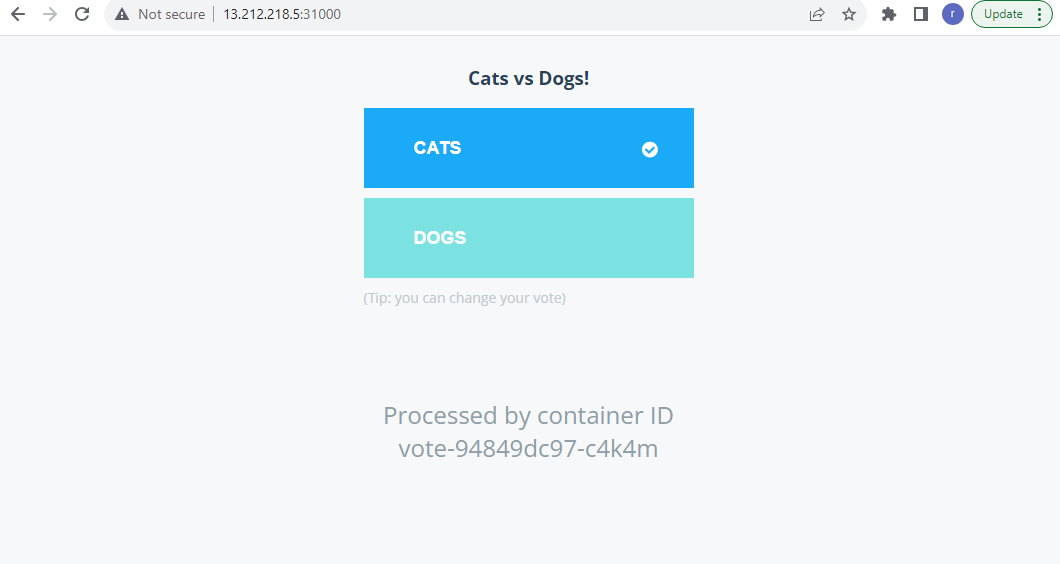 Not secure
13.212.218.5:31000
r
Update
Cats vs Dogs!
CATS
DOGS
(Tip: you can change your vote)
Processed by container ID
vote-94849dc97-c4k4m